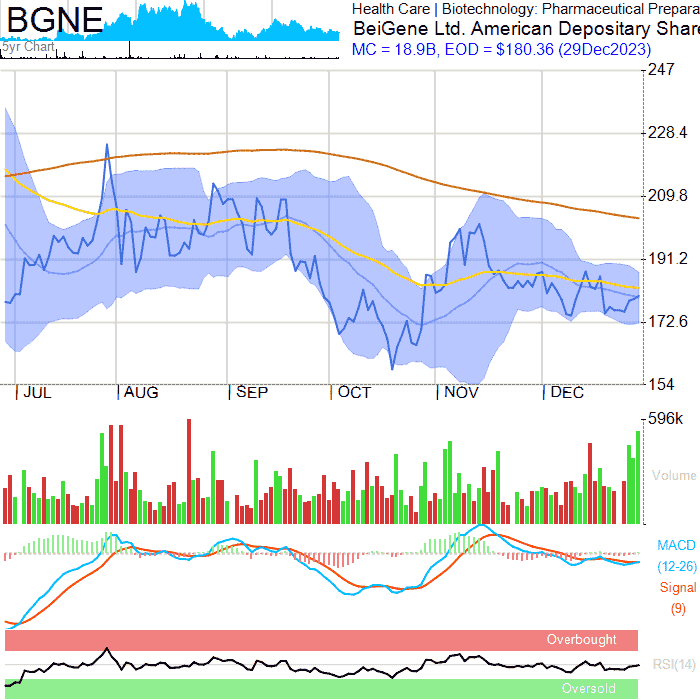 BGNE
5yr Chart
Health Care | Biotechnology: Pharmaceutical Prepara
BeiGene Ltd. American Depositary Share
MC = 18.9B, EOD = $180.36 (29Dec2023)
247
228.4
209.8
191.2
172.6
154
JUL AUG SEP OCT NOV DEC
596k
Volume
MACD
(12-26)
Signal
(9)
Overbought
RSI(14)
Oversold